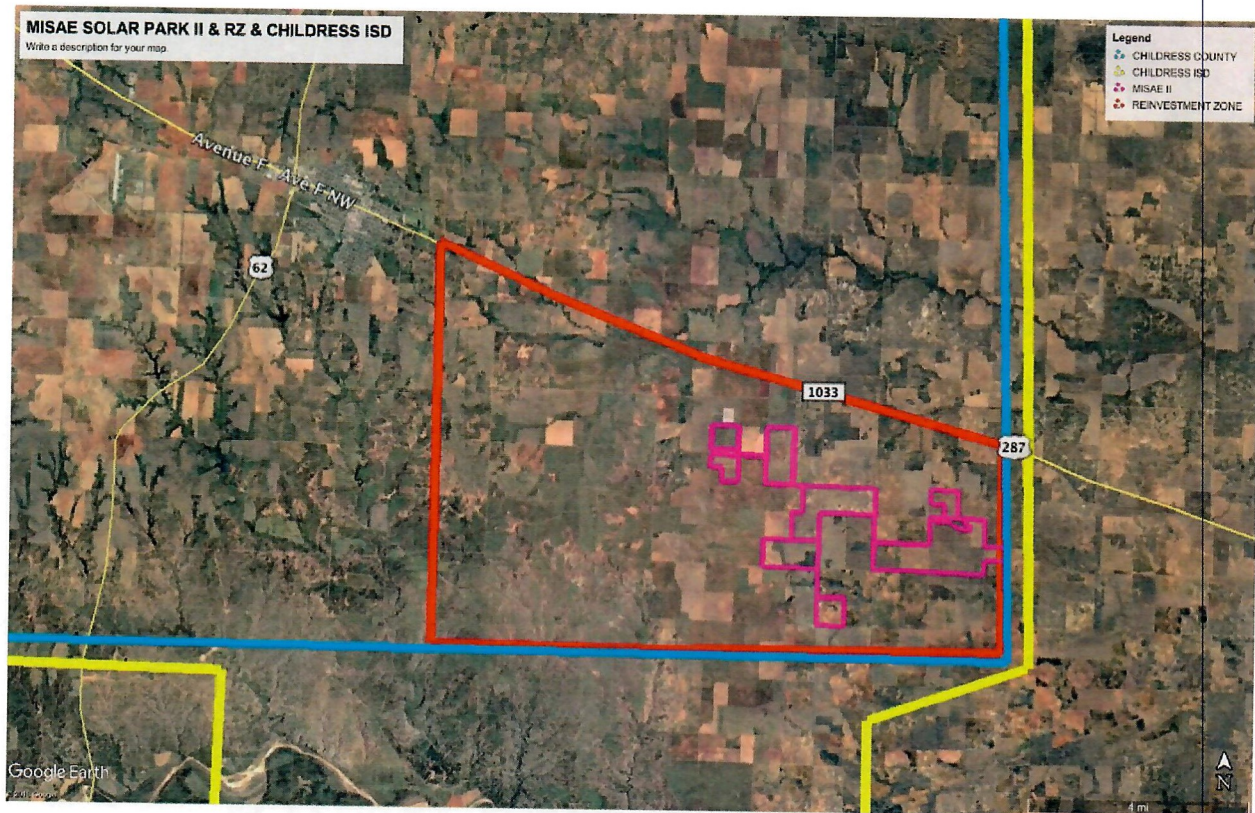 MISAE SOLAR PARK II & RZ & CHILDRESS ISD
Write a description for your map.
Legend
CHILDRESS COUNTY
CHILDRESS ISD
MISAE II
REINVESTMENT ZONE
Avenue F - Ave F NW
62
1033
287
Google Earth
N
4 mi